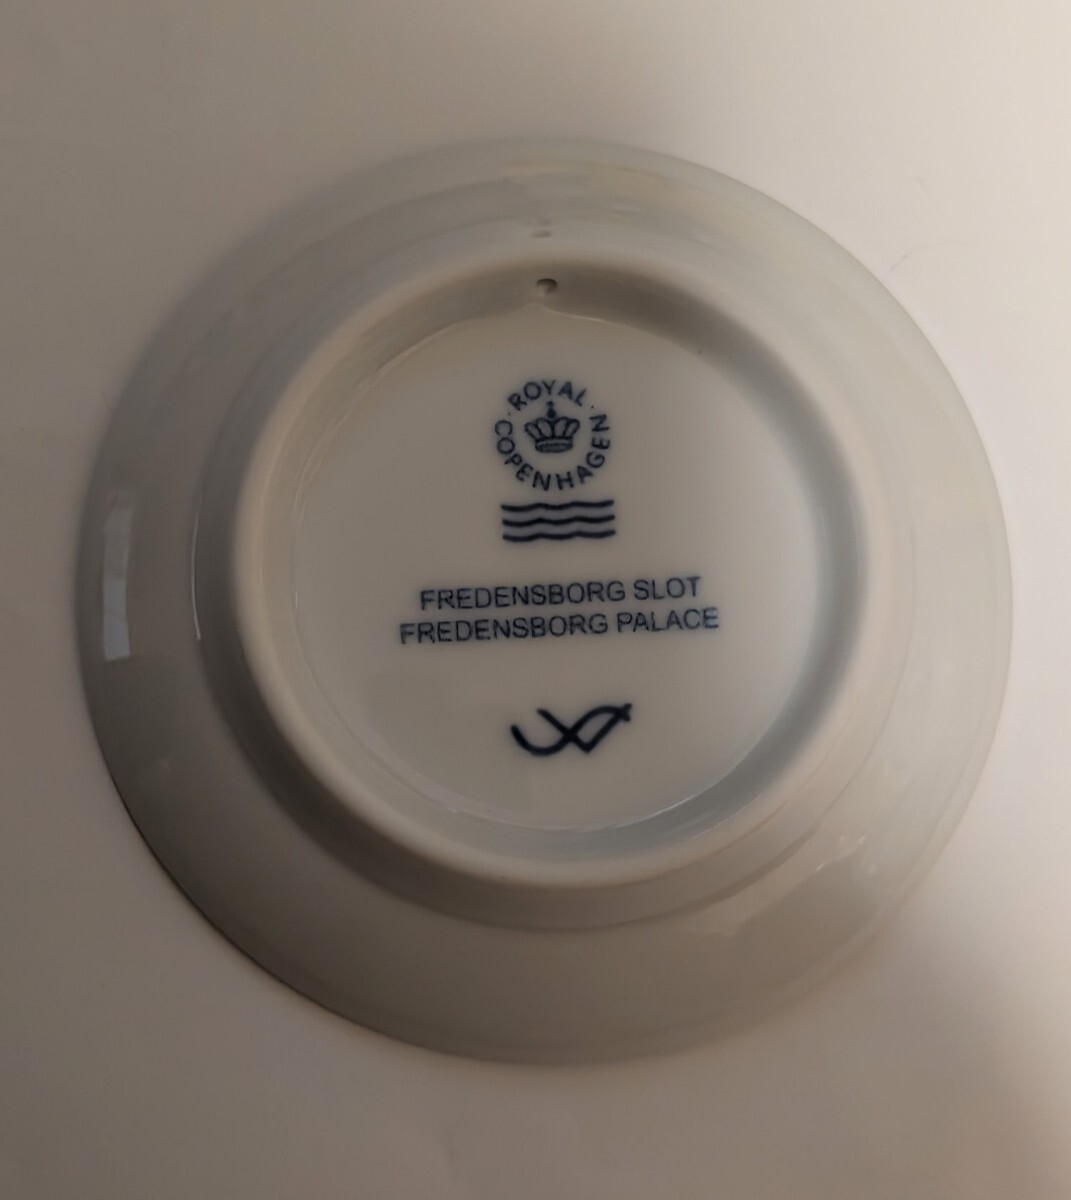 ROYAL
COPENHAGEN
FREDENSBORG SLOT
FREDENSBORG PALACE